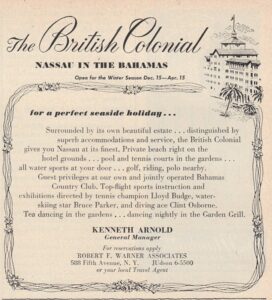 The British Colonial
NASSAU IN THE BAHAMAS
Open for the Winter Season Dec. 15—Apr. 15
for a perfect seaside holiday...
Surrounded by its own beautiful estate... distinguished by
superb accommodations and service, the British Colonial
gives you Nassau at its finest. Private beach right on the
hotel grounds... pool and tennis courts in the gardens...
all water sports at your door... golf, riding, polo nearby.
Guest privileges at our own and jointly operated Bahamas
Country Club. Top-flight sports instruction and
exhibitions directed by tennis champion Lloyd Budge, water-
skiing star Bruce Parker, and diving ace Clint Osborne.
Tea dancing in the gardens... dancing nightly in the Garden Grill.
KENNETH ARNOLD
General Manager
For reservations apply
ROBERT F. WARNER ASSOCIATES
588 Fifth Avenue, N. Y.
or your local Travel Agent